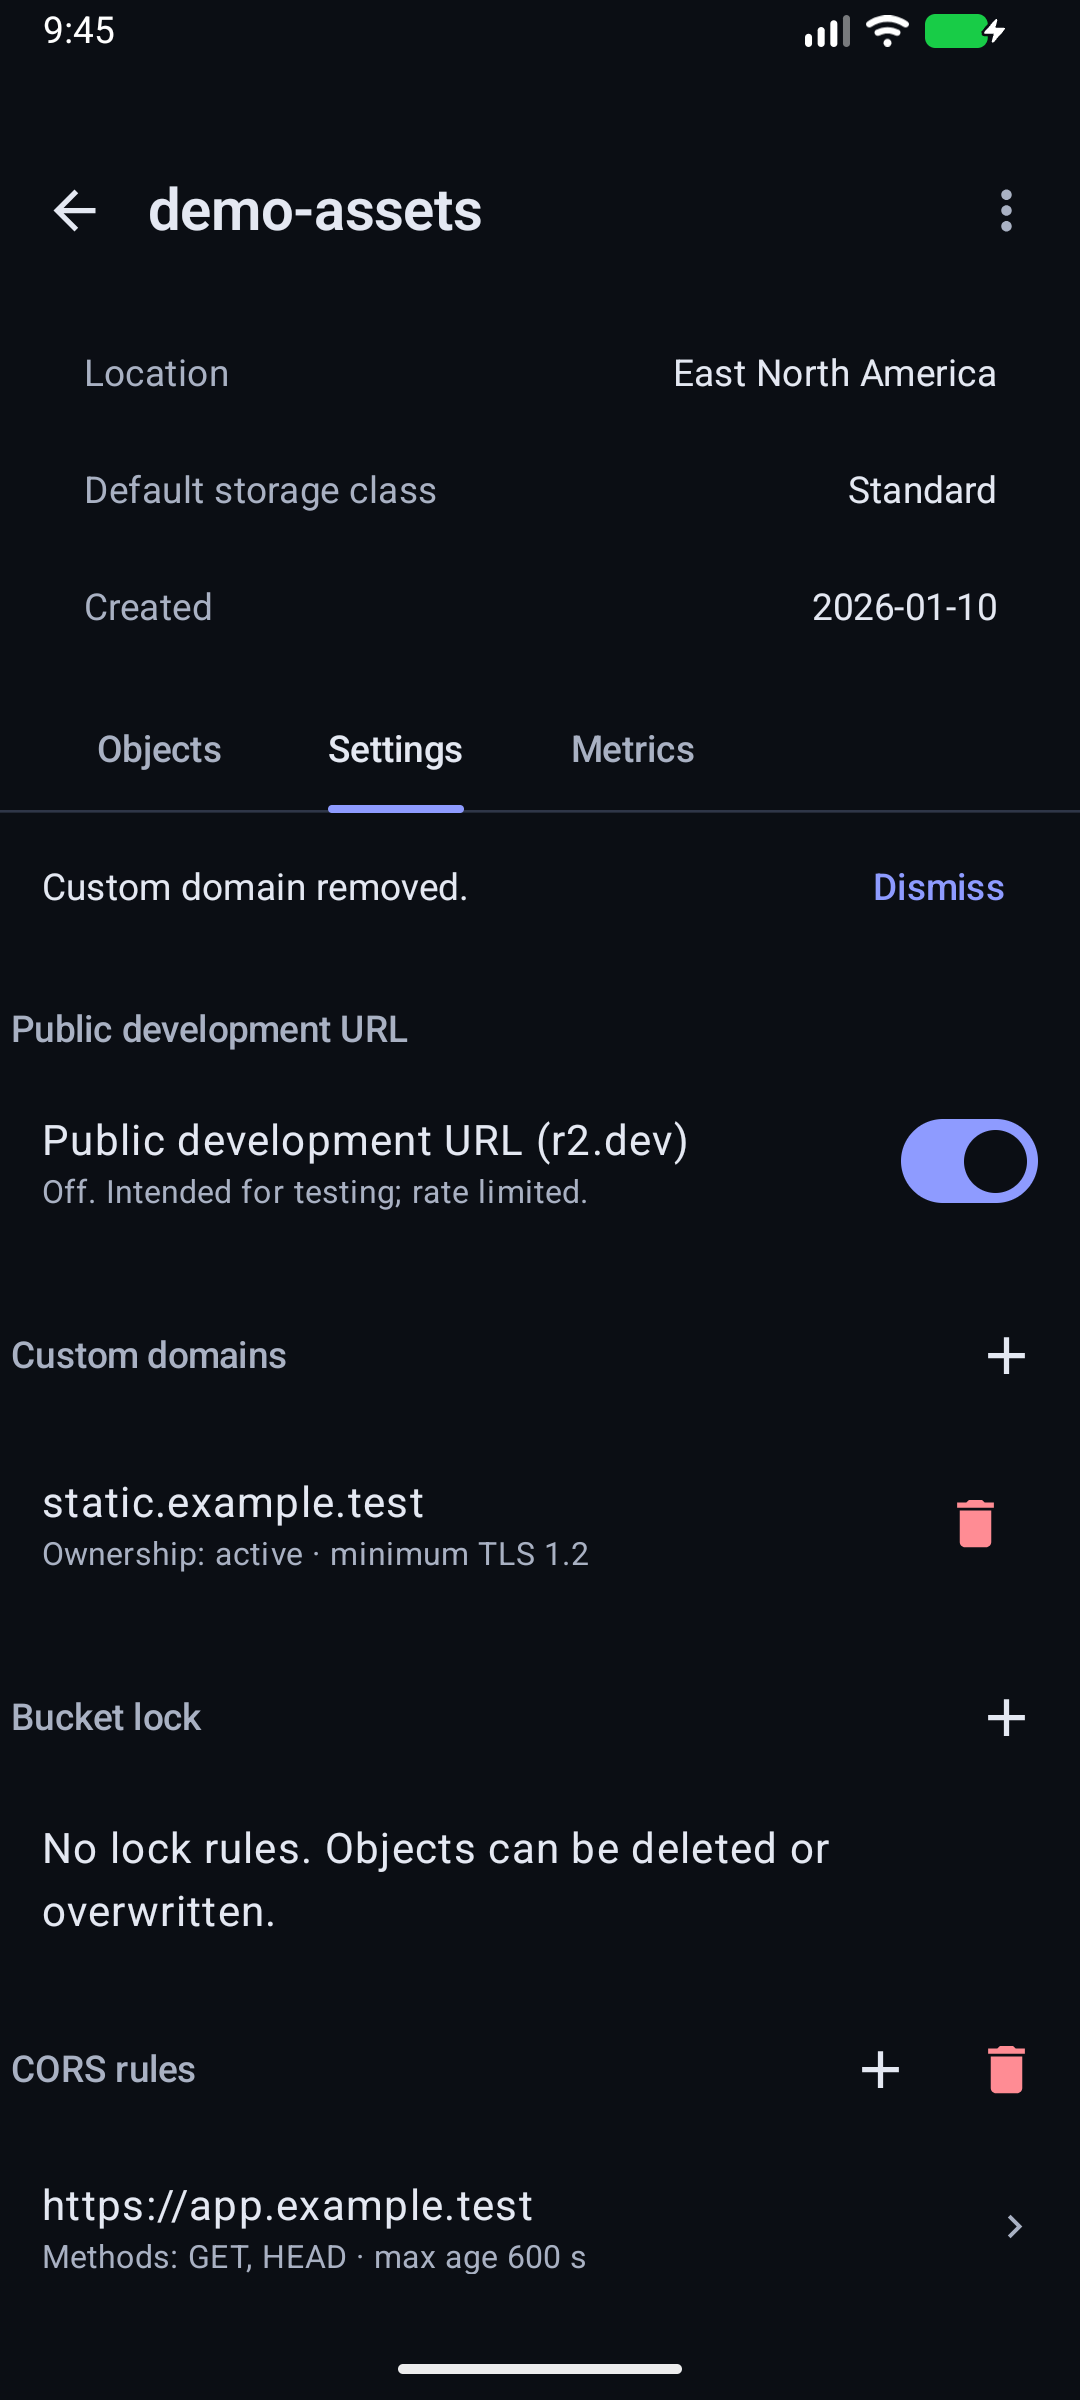 9:45
demo-assets
Location
East North America
Default storage class
Standard
Created
2026-01-10
Objects
Settings
Metrics
Custom domain removed.
Dismiss
Public development URL
Public development URL (r2.dev)
Off. Intended for testing; rate limited.
Custom domains
static.example.test
Ownership: active · minimum TLS 1.2
Bucket lock
No lock rules. Objects can be deleted or
overwritten.
CORS rules
https://app.example.test
Methods: GET, HEAD · max age 600 s